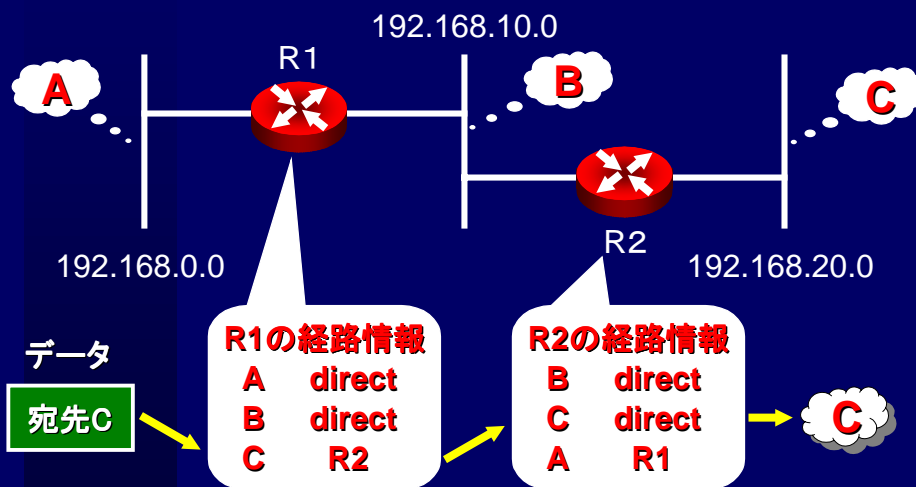 192.168.10.0
R1
A
B
C
R2
192.168.0.0
192.168.20.0
R1の経路情報
A direct
B direct
C R2
R2の経路情報
B direct
C direct
A R1
データ
宛先C
C